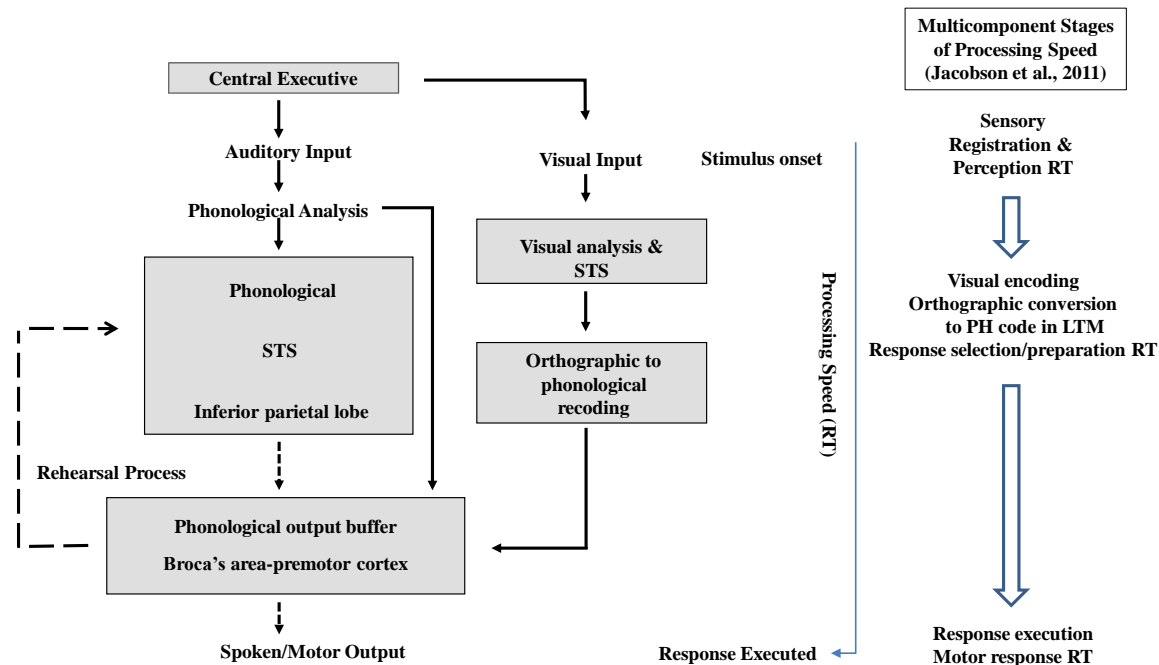 Multicomponent Stages
of Processing Speed
(Jacobson et al., 2011)
Central Executive
Auditory Input
Visual Input
Stimulus onset
Sensory
Registration &
Perception RT
Phonological Analysis
Visual analysis &
STS
Phonological
STS
Inferior parietal lobe
Orthographic to
phonological
recoding
Processing Speed (RT)
Visual encoding
Orthographic conversion
to PH code in LTM
Response selection/preparation RT
Rehearsal Process
Phonological output buffer
Broca's area-premotor cortex
Spoken/Motor Output
Response Executed
Response execution
Motor response RT